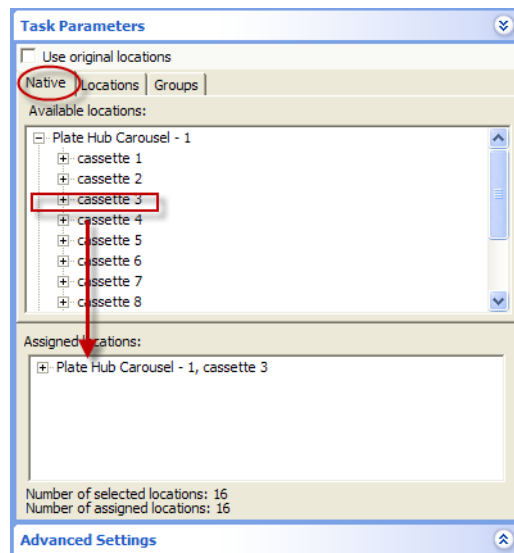 Task Parameters
Use original locations
Native Locations Groups
Available locations:
Plate Hub Carousel - 1
cassette 1
cassette 2
cassette 3
cassette 4
cassette 5
cassette 6
cassette 7
cassette 8
Assigned locations:
Plate Hub Carousel - 1, cassette 3
Number of selected locations: 16
Number of assigned locations: 16
Advanced Settings